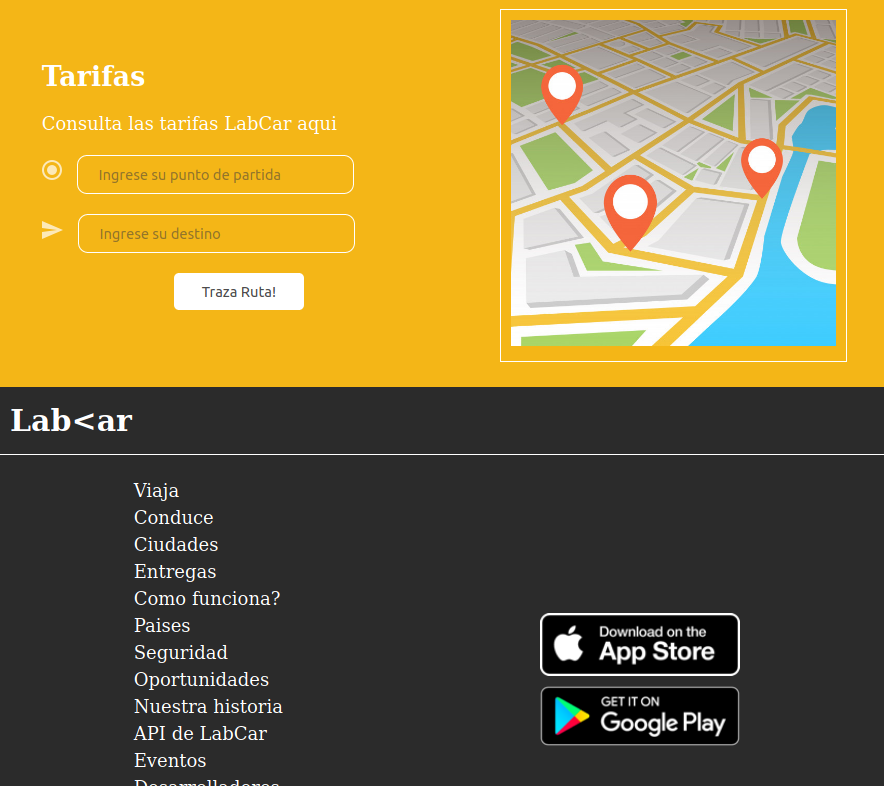 Tarifas
Consulta las tarifas LabCar aqui
Ingrese su punto de partida
Ingrese su destino
Traza Ruta!
Lab<ar
Viaja
Conduce
Ciudades
Entregas
Como funciona?
Paises
Seguridad
Oportunidades
Nuestra historia
API de LabCar
Eventos
Desarrolladores
Download on the
App Store
GET IT ON
Google Play